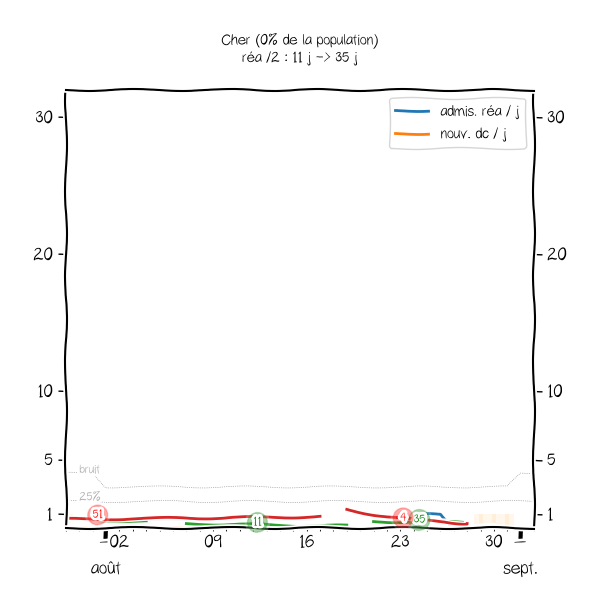 Cher (0% de la population)
réa /2 : 11 j -> 35 j
admis. réa / j
nouv. dc / j
30
30
20
20
10
10
5
5
bruit
25%
1
1
51
11
4
35
02
09
16
23
30
août
sept.